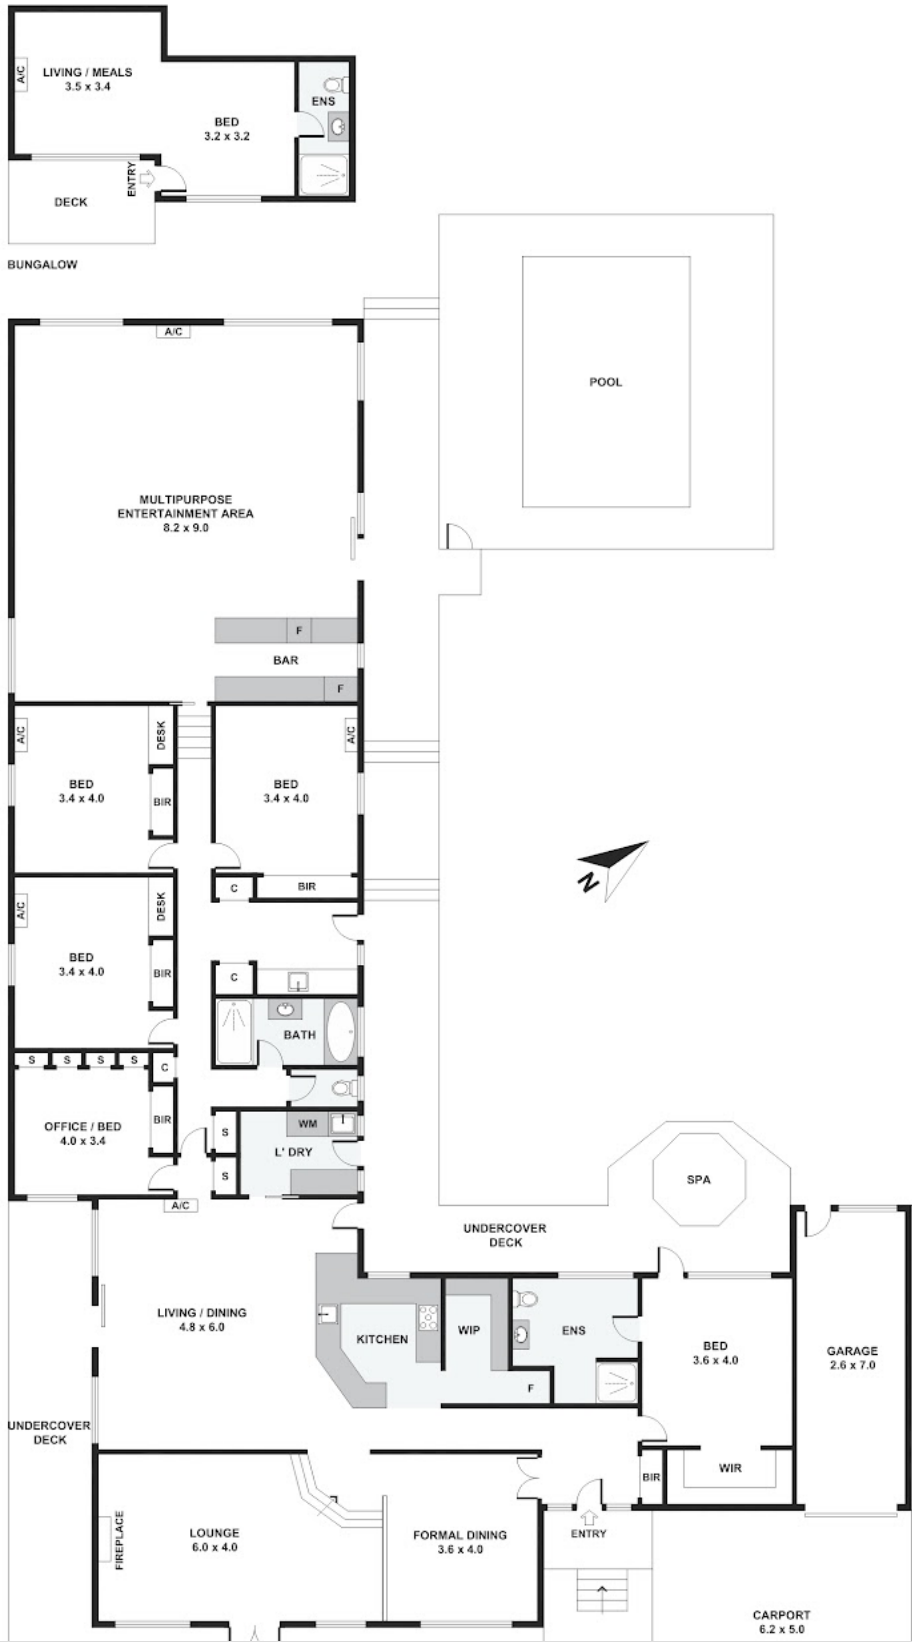 LIVING / MEALS
3.5 x 3.4
A/C
BED
3.2 x 3.2
ENS
ENTRY
DECK
BUNGALOW
A/C
POOL
MULTIPURPOSE
ENTERTAINMENT AREA
8.2 x 9.0
F
BAR
F
A/C
DESK
A/C
BED
3.4 x 4.0
BIR
BED
3.4 x 4.0
N
C
BIR
A/C
DESK
BED
3.4 x 4.0
BIR
C
BATH
S
S
S
S
C
OFFICE / BED
4.0 x 3.4
BIR
S
WM
L' DRY
S
A/C
SPA
UNDERCOVER
DECK
LIVING / DINING
4.8 x 6.0
KITCHEN
WIP
ENS
F
BED
3.6 x 4.0
GARAGE
2.6 x 7.0
UNDERCOVER
DECK
BIR
WIR
FIREPLACE
LOUNGE
6.0 x 4.0
FORMAL DINING
3.6 x 4.0
ENTRY
CARPORT
6.2 x 5.0